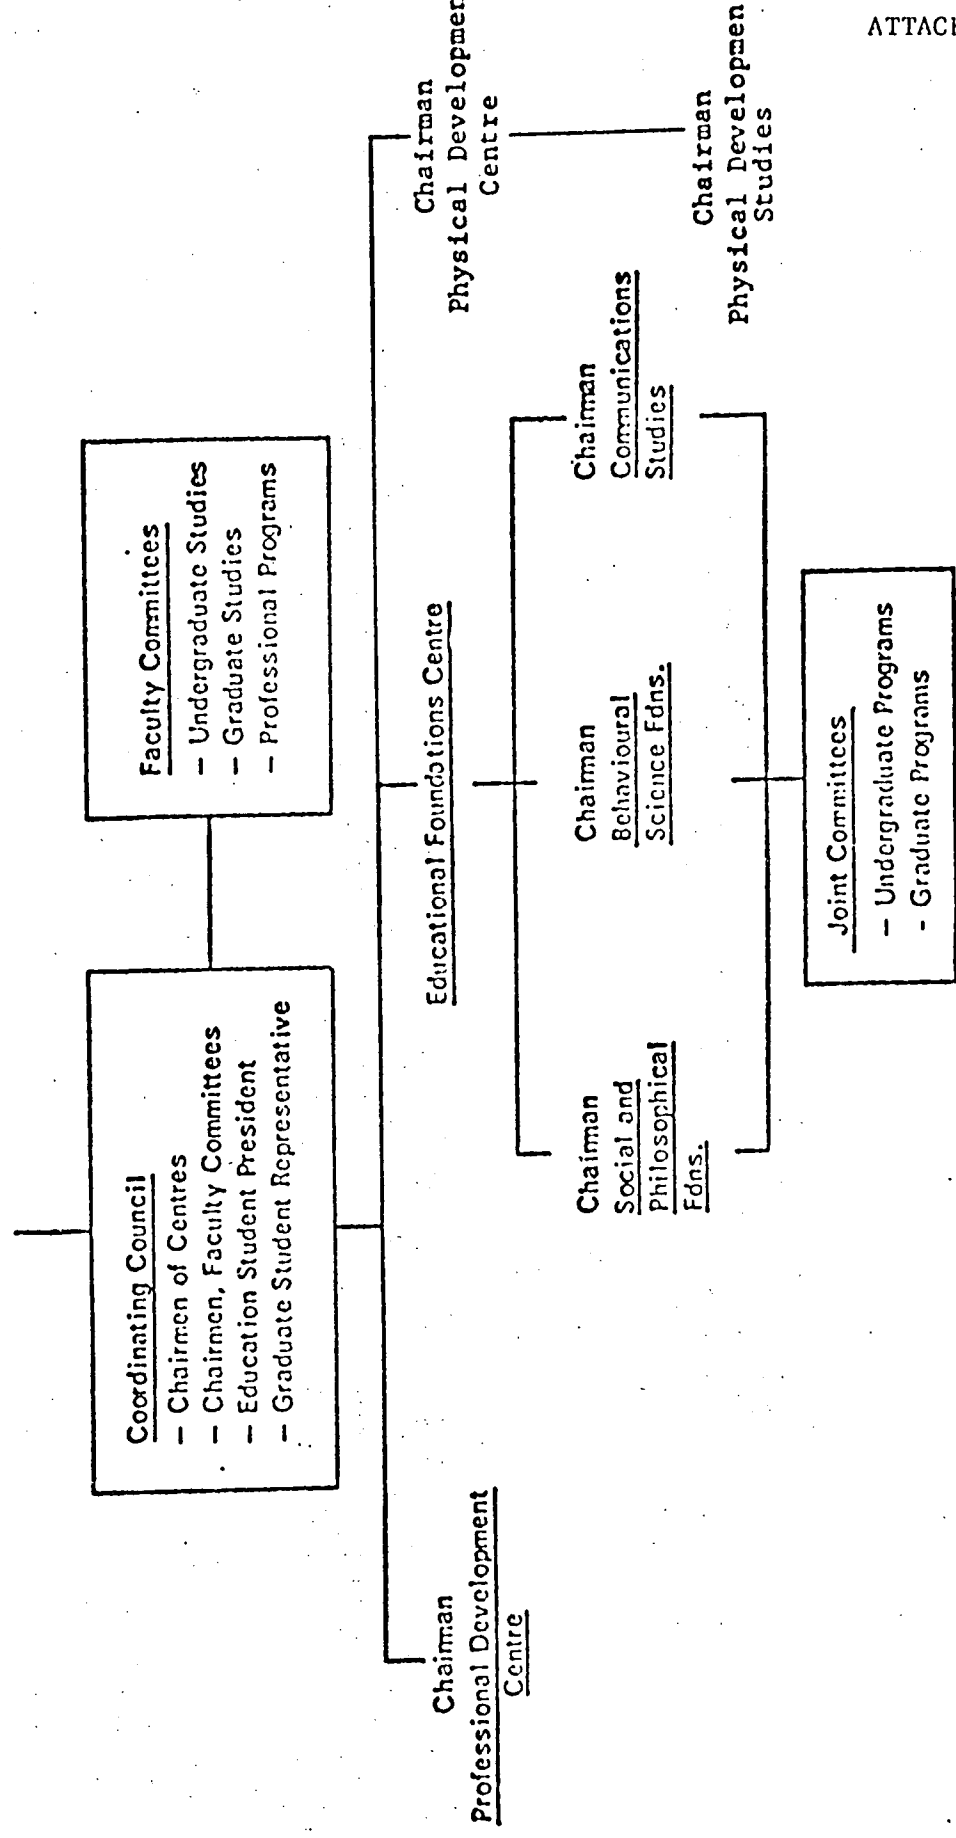 ATTACH
Coordinating Council
– Chairmen of Centres
– Chairmen, Faculty Committees
– Education Student President
– Graduate Student Representative
Faculty Committees
– Undergraduate Studies
– Graduate Studies
– Professional Programs
Chairman
Professional Development
Centre
Educational Foundations Centre
Chairman
Physical Developmen
Centre
Chairman
Social and
Philosophical
Fdns.
Chairman
Behavioural
Science Fdns.
Chairman
Communications
Studies
Chairman
Physical Developmen
Studies
Joint Committees
– Undergraduate Programs
- Graduate Programs